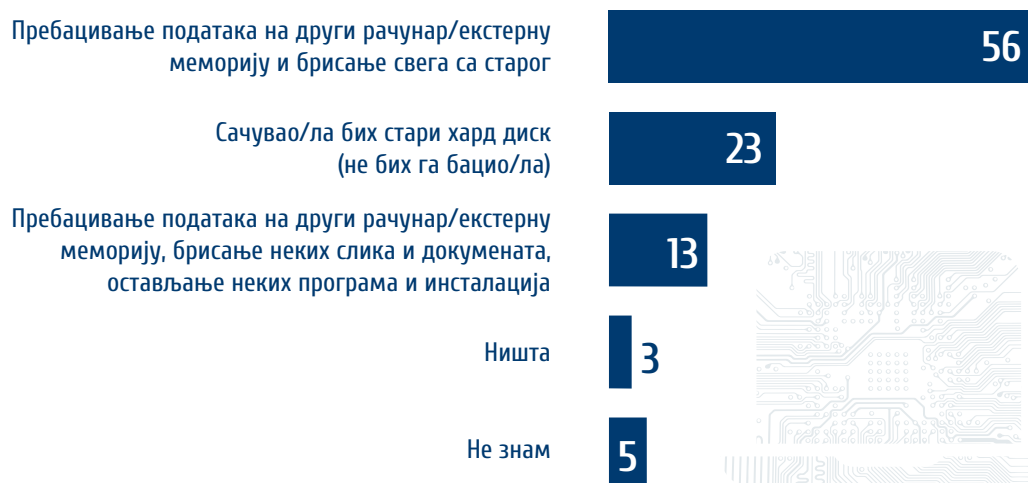 Пребацивање података на други рачунар/екстерну
меморију и брисање свега са старог
56
Сачувао/ла бих стари хард диск
(не бих га бацио/ла)
23
Пребацивање података на други рачунар/екстерну
меморију, брисање неких слика и докумената,
остављање неких програма и инсталација
13
Ништа
3
Не знам
5